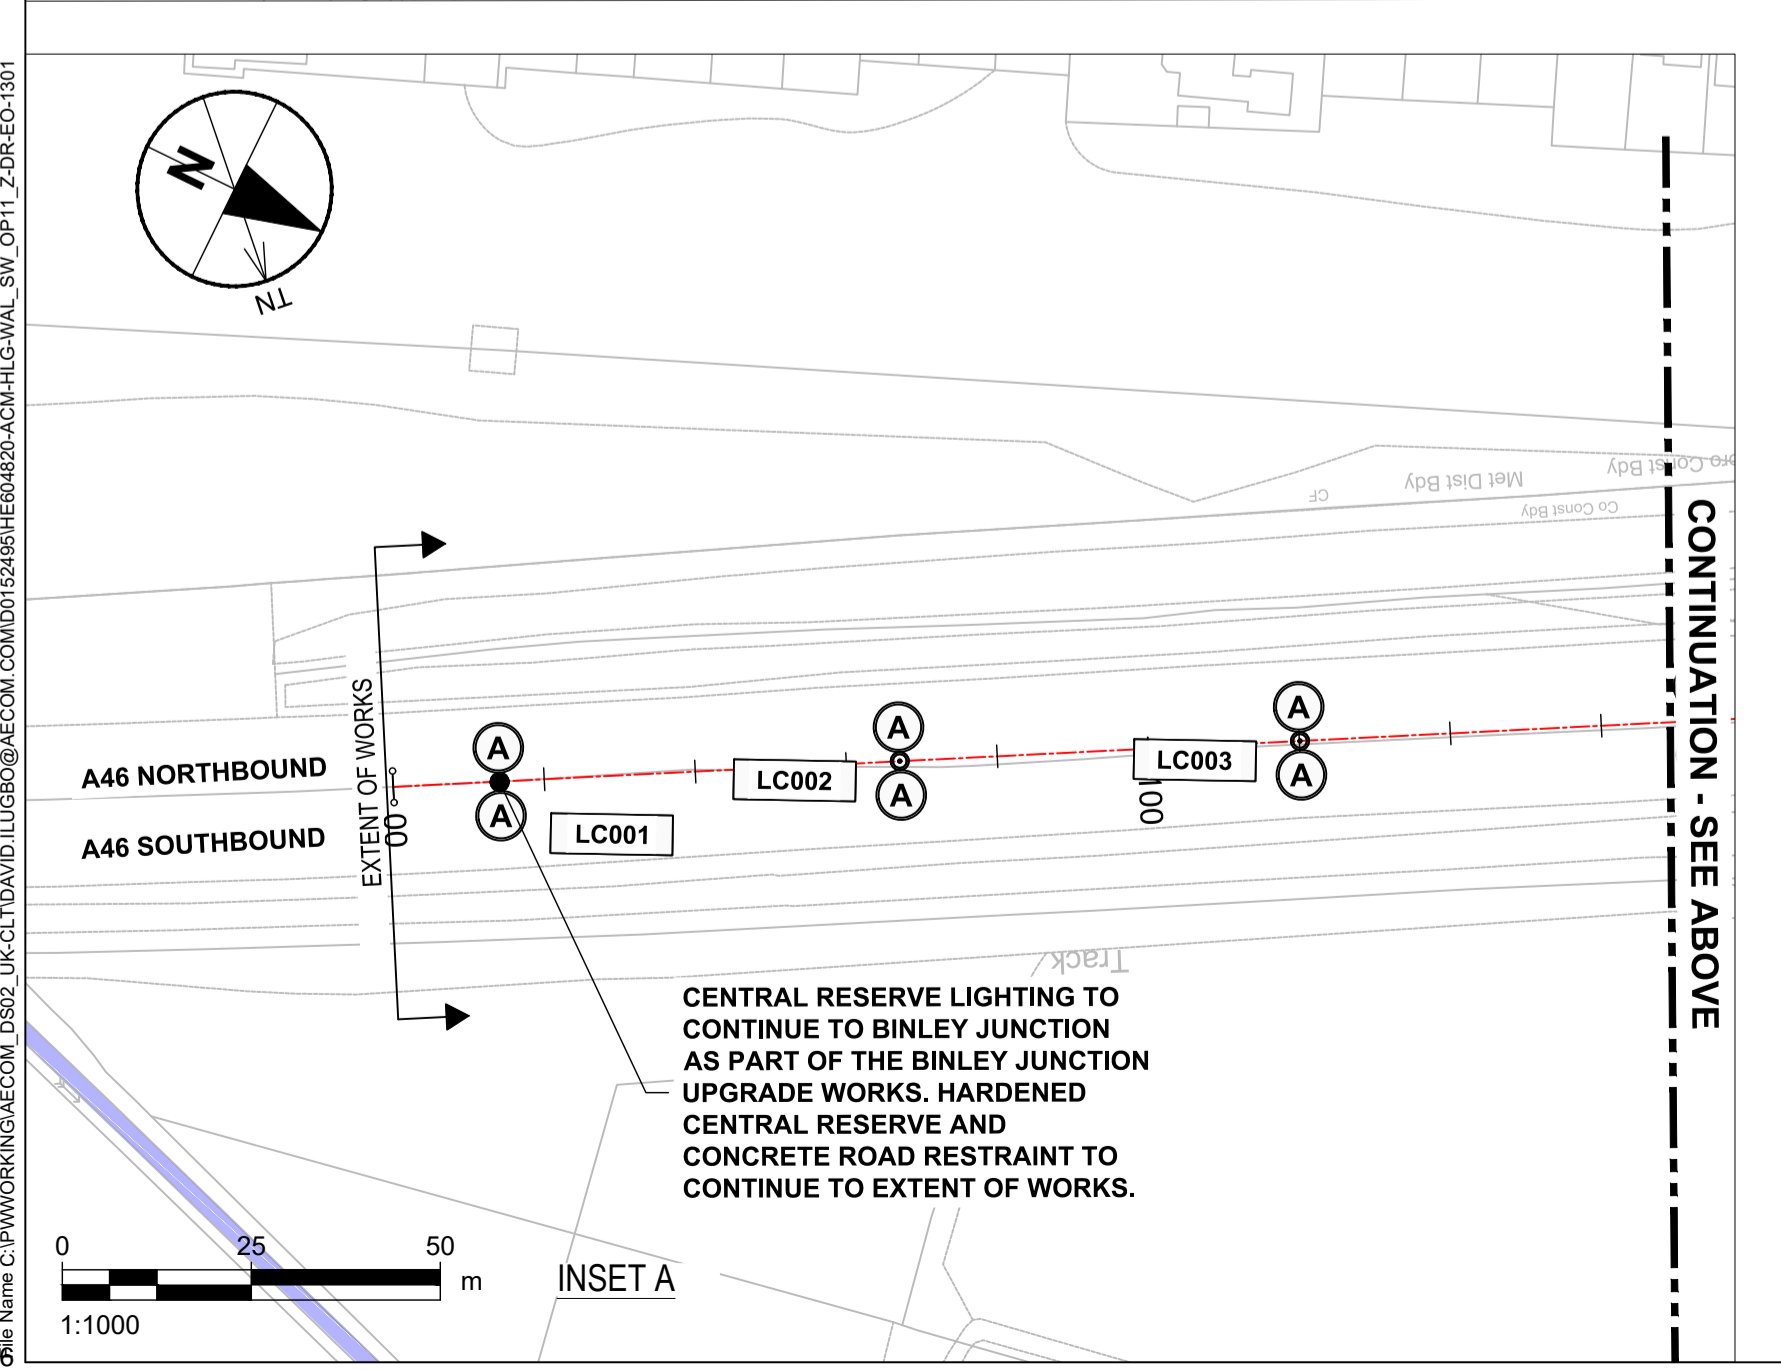 File Name C:\PWWORKING\AECOM_DS02_UK-CLT\DAVID.ILUGBO@AECOM.COM\D0152495\HE604820-ACM-HLG-WAL_SW_OP11_Z-DR-EO-1301
N
TN
Const Bdy
Met Dist Bdy
CF
Co Const Bdy
CONTINUATION - SEE ABOVE
EXTENT OF WORKS
A46 NORTHBOUND
A46 SOUTHBOUND
00
A
A
LC001
A
A
LC002
A
A
LC003
100
Track
CENTRAL RESERVE LIGHTING TO
CONTINUE TO BINLEY JUNCTION
AS PART OF THE BINLEY JUNCTION
UPGRADE WORKS. HARDENED
CENTRAL RESERVE AND
CONCRETE ROAD RESTRAINT TO
CONTINUE TO EXTENT OF WORKS.
0 25 50
m
1:1000
INSET A